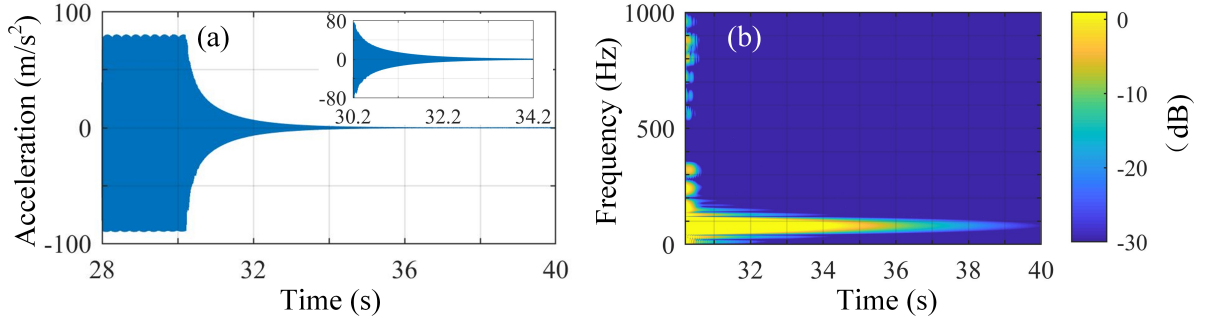 Acceleration (m/s²)
100
0
-100
(a)
80
0
-80
30.2 32.2 34.2
28 32 36 40
Time (s)
Frequency (Hz)
1000
500
0
(b)
32 34 36 38 40
Time (s)
0
-10
-20
-30
(dB)